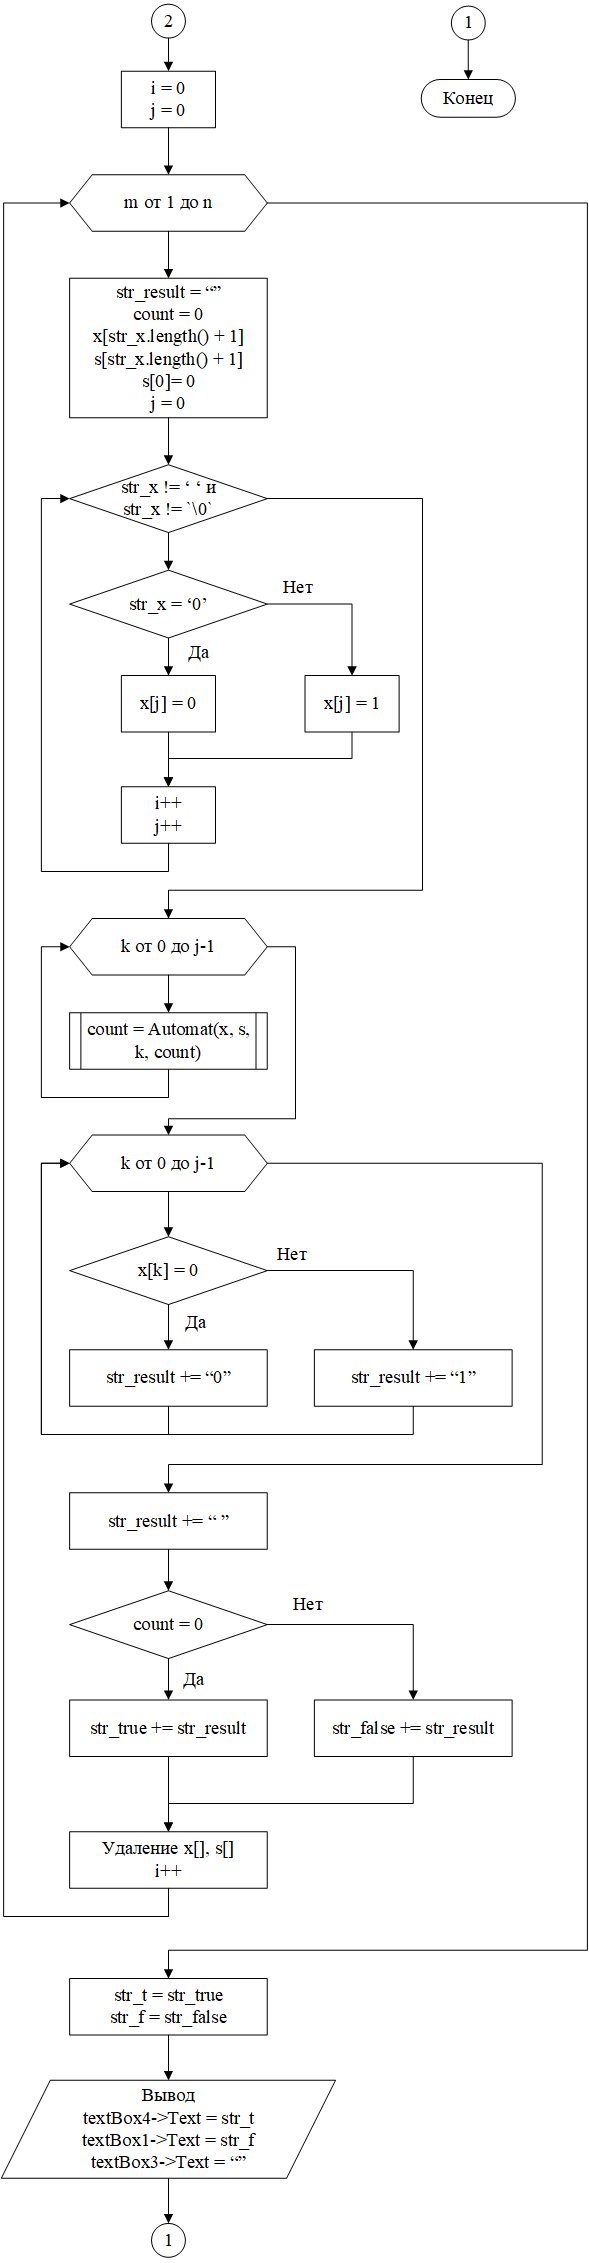 2
1
i = 0
j = 0
Конец
m от 1 до n
str_result = “”
count = 0
x[str_x.length() + 1]
s[str_x.length() + 1]
s[0]= 0
j = 0
str_x != ‘ ‘ и
str_x != `\0`
Нет
str_x = ‘0’
Да
x[j] = 0
x[j] = 1
i++
j++
k от 0 до j-1
count = Automat(x, s,
k, count)
k от 0 до j-1
Нет
x[k] = 0
Да
str_result += “0”
str_result += “1”
str_result += “ ”
Нет
count = 0
Да
str_true += str_result
str_false += str_result
Удаление x[], s[]
i++
str_t = str_true
str_f = str_false
Вывод
textBox4->Text = str_t
textBox1->Text = str_f
textBox3->Text = “”
1